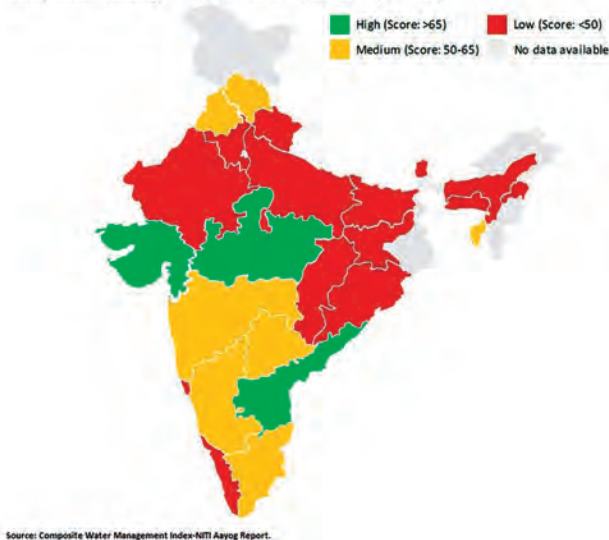 High (Score: >65) Low (Score: <50)
Medium (Score: 50-65) No data available
Source: Composite Water Management Index-NITI Aayog Report.